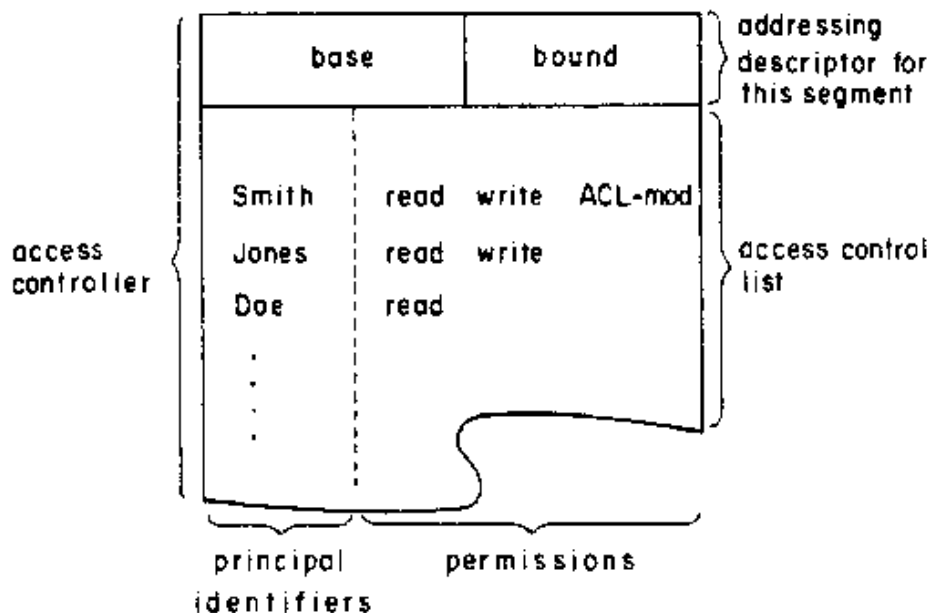 base bound
addressing
descriptor for
this segment
Smith read write ACL-mod
Jones read write
Doe read
access
controller
access control
list
principal
identifiers
permissions